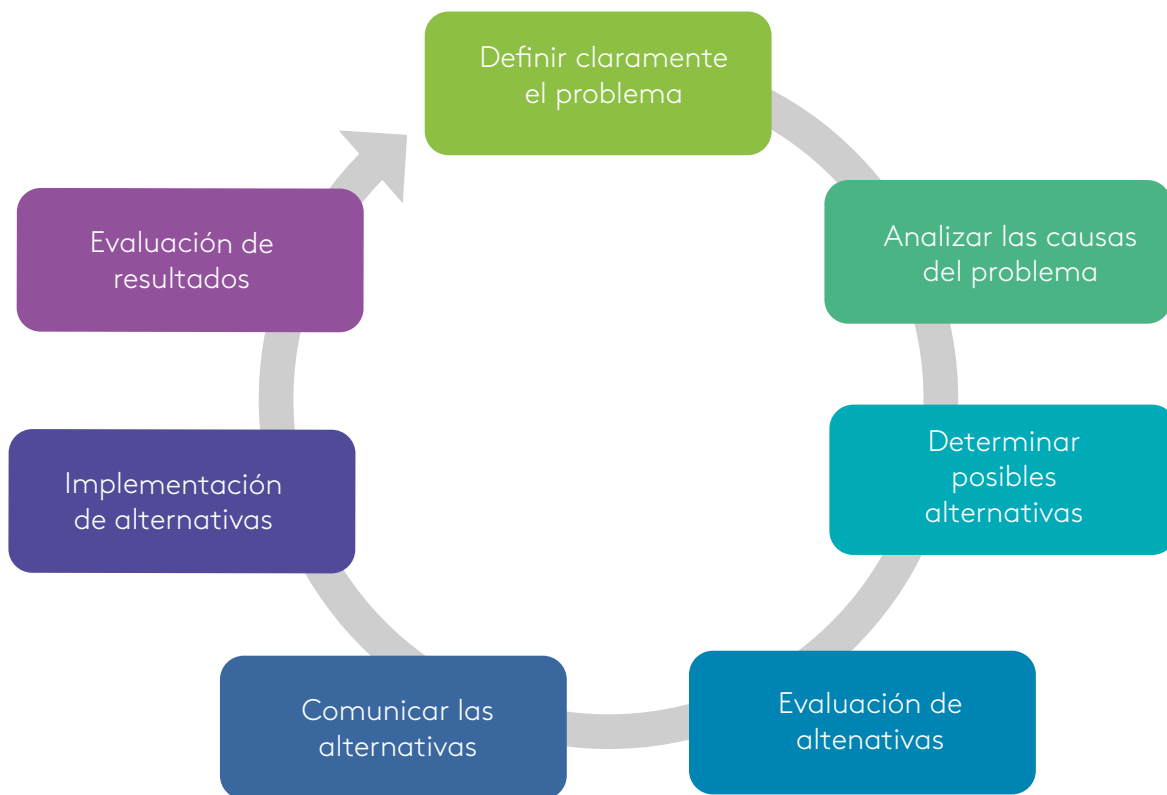 Definir claramente
el problema
Analizar las causas
del problema
Determinar
posibles
alternativas
Evaluación de
altenativas
Comunicar las
alternativas
Implementación
de alternativas
Evaluación de
resultados